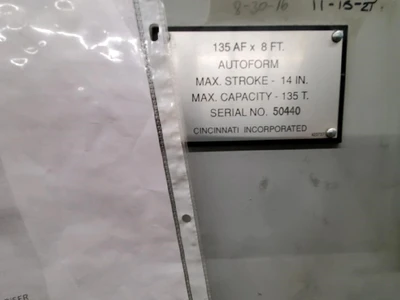 8-30-16 11-18-21
135 AF x 8 FT.
AUTOFORM
MAX. STROKE - 14 IN.
MAX. CAPACITY - 135 T.
SERIAL NO. 50440
CINCINNATI INCORPORATED